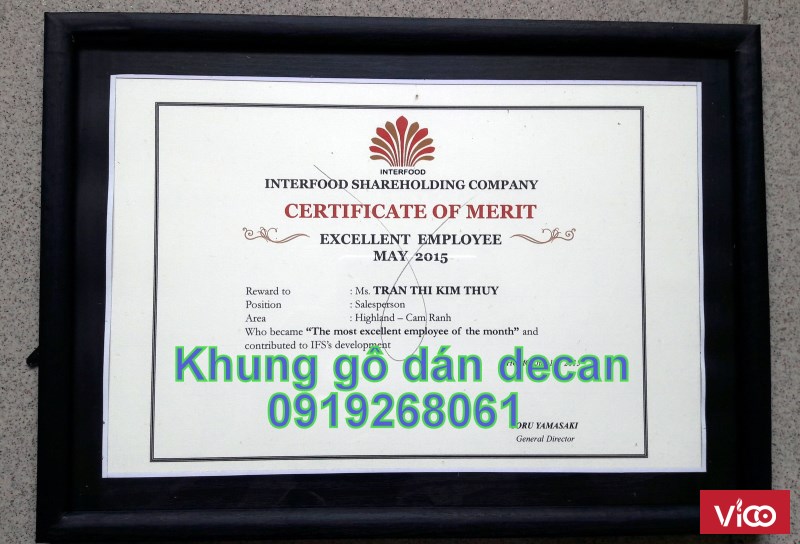 INTERFOOD
INTERFOOD SHAREHOLDING COMPANY
CERTIFICATE OF MERIT
EXCELLENT EMPLOYEE
MAY 2015
Reward to : Ms. TRAN THI KIM THUY
Position : Salesperson
Area : Highland – Cam Ranh
Who became “The most excellent employee of the month” and
contributed to IFS's development
Khung gỗ dán decan
0919268061
YAMASAKI
General Director
Vico